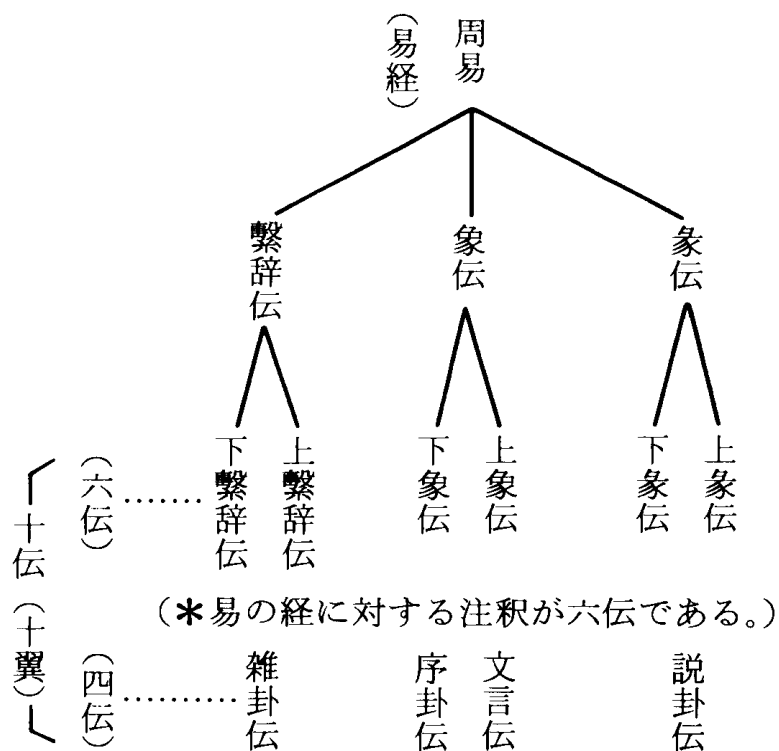 周易
（易経）
彖伝
象伝
繫辞伝
上彖伝
下彖伝
上象伝
下象伝
上繫辞伝
下繫辞伝
………
（六伝）
（＊易の経に対する注釈が六伝である。）
説卦伝
文言伝
序卦伝
雑卦伝
…………
（四伝）
十伝（十翼）